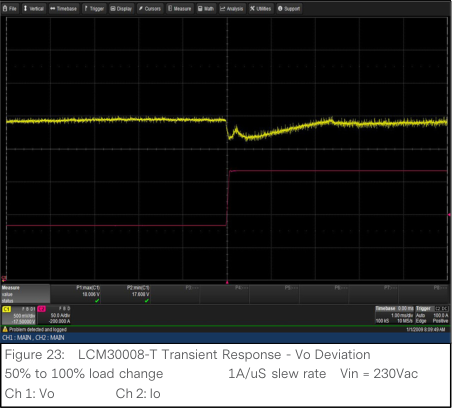 File Vertical Timebase Trigger Display Cursors Measure Math Analysis Utilities Support
Measure P1:max(C1) P2:min(C1) P3:--- P4:--- P5:--- P6:--- P7:--- P8:---
value 18.006 V 17.608 V
status
C1 C2 Timebase 0.00 ms Trigger
500 mV/div 50.0 A/div 1.00 ms/div Auto 100.0 A
-17.5000 V -200.000 A 100 kS 10 MS/s Edge Positive
Problem detected and logged 1/1/2009 8:09:49 AM
CH1 : MAIN , CH2 : MAIN
Figure 23: LCM30008-T Transient Response - Vo Deviation
50% to 100% load change 1A/uS slew rate Vin = 230Vac
Ch 1: Vo Ch 2: Io